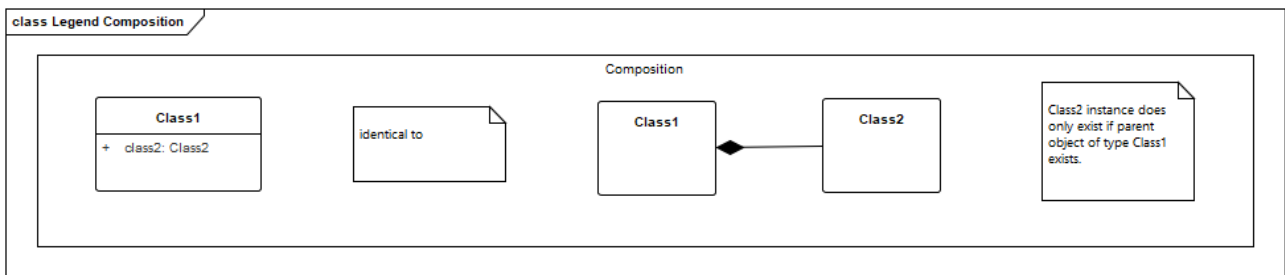 class Legend Composition
Composition
Class1
+ class2: Class2
identical to
Class1
Class2
Class2 instance does
only exist if parent
object of type Class1
exists.